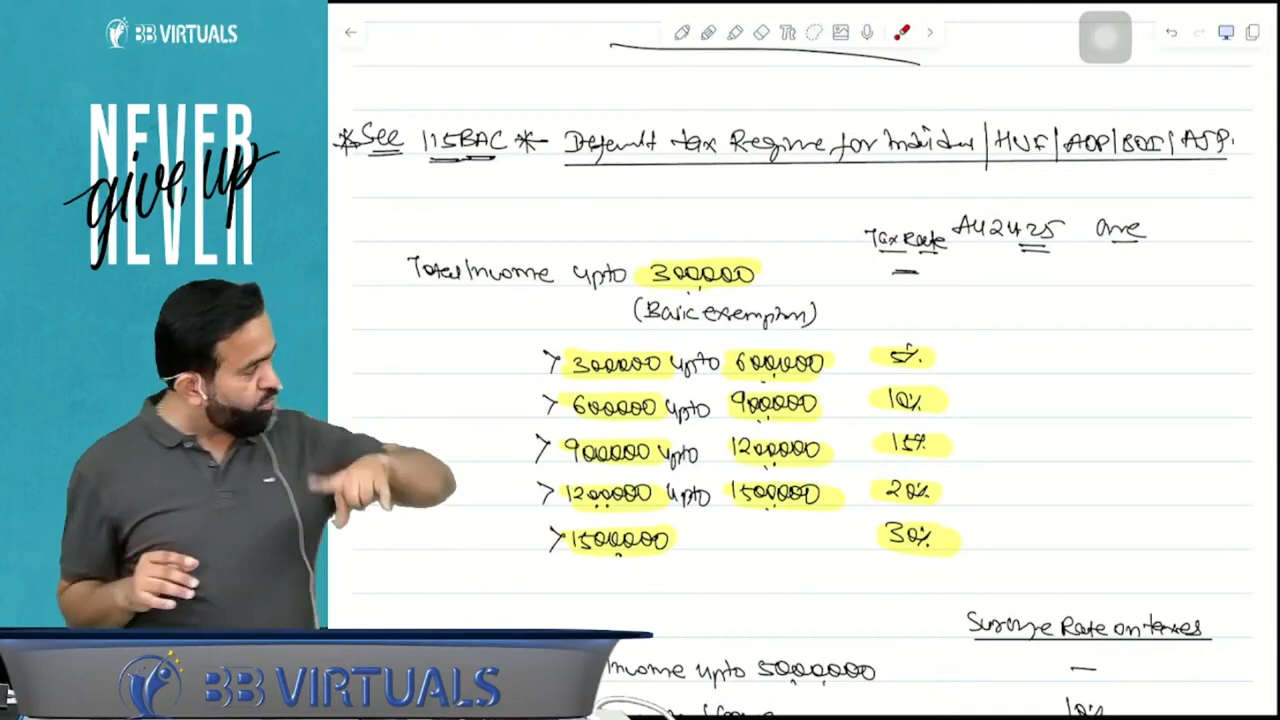 BB VIRTUALS
NEVER
give up
NEVER
*See 115BAC *- Default tax Regime for Individual | HUF | AOP | BOI | AJP.
Tax Rate AY 24 25 are
Total Income upto 300000 —
(Basic exemption)
> 300000 upto 600000 5%
> 600000 upto 900000 10%
> 900000 upto 1200000 15%
> 1200000 upto 1500000 20%
> 1500000 30%
Surcharge Rate on taxes
Income upto 5000000 —
10%
BB VIRTUALS